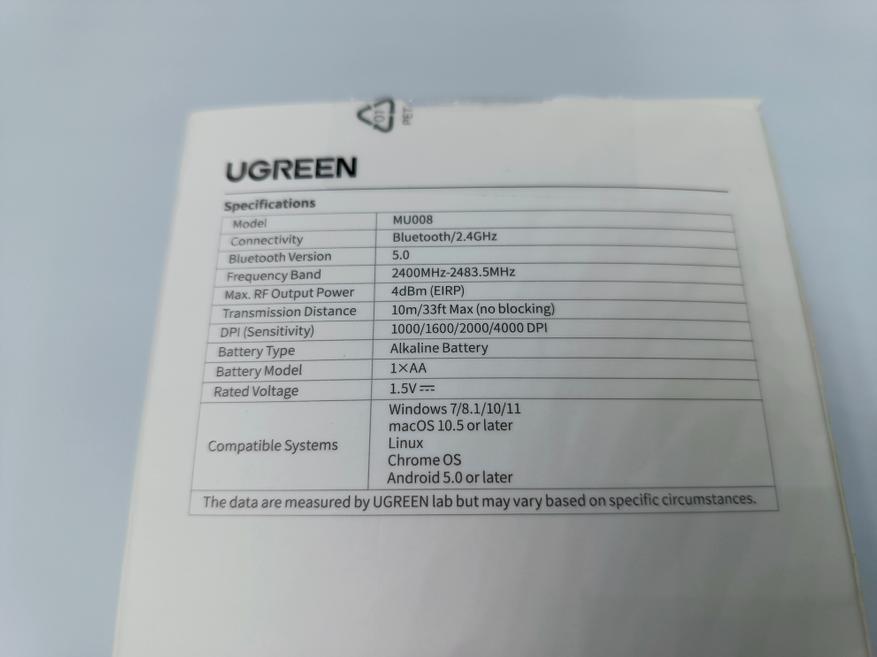 01
PET
UGREEN
Specifications
Model MU008
Connectivity Bluetooth/2.4GHz
Bluetooth Version 5.0
Frequency Band 2400MHz-2483.5MHz
Max. RF Output Power 4dBm (EIRP)
Transmission Distance 10m/33ft Max (no blocking)
DPI (Sensitivity) 1000/1600/2000/4000 DPI
Battery Type Alkaline Battery
Battery Model 1×AA
Rated Voltage 1.5V⎓
Compatible Systems
Windows 7/8.1/10/11
macOS 10.5 or later
Linux
Chrome OS
Android 5.0 or later
The data are measured by UGREEN lab but may vary based on specific circumstances.